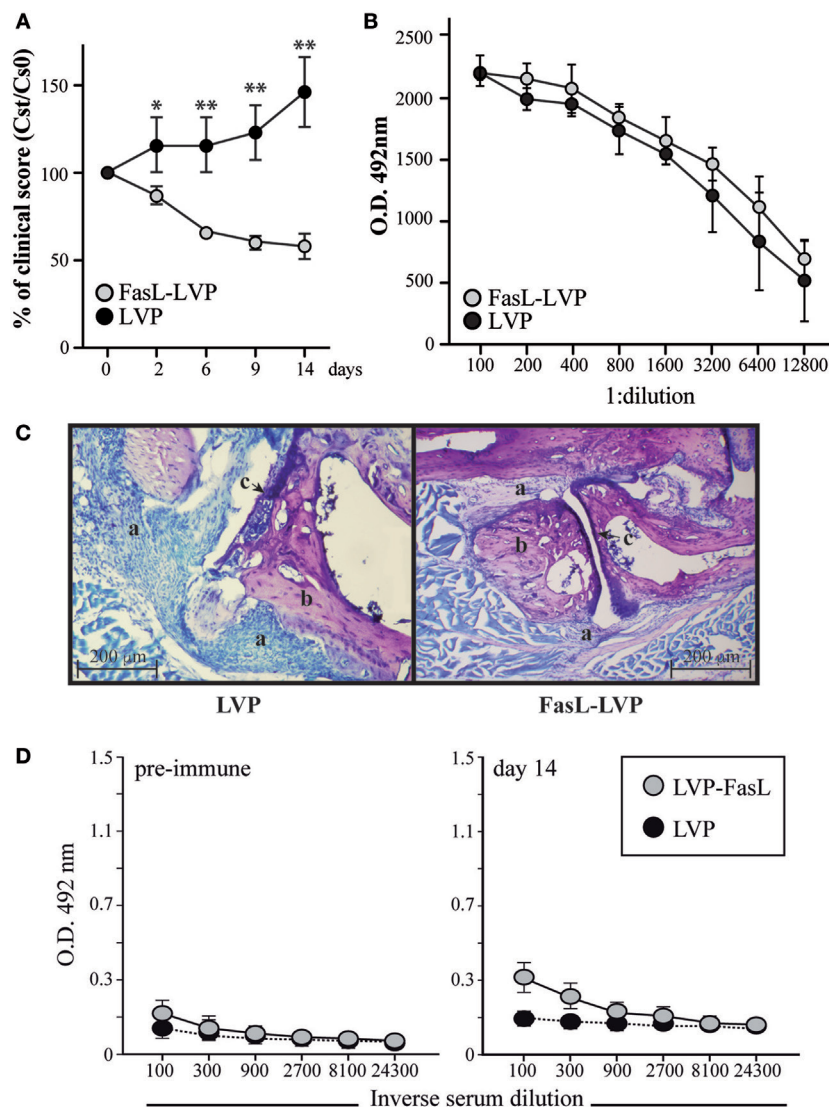 A
% of clinical score (Cst/Cs0)
150
100
50
0
* ** ** **
FasL-LVP
LVP
0 2 6 9 14 days
B
O.D. 492nm
2500
2000
1500
1000
500
0
FasL-LVP
LVP
100 200 400 800 1600 3200 6400 12800
1:dilution
C
a
c
b
a
200 μm
a
b
c
a
200 μm
LVP FasL-LVP
D
O.D. 492 nm
pre-immune
1.5
1.1
0.7
0.3
0
100 300 900 2700 8100 24300
day 14
1.5
1.1
0.7
0.3
0
100 300 900 2700 8100 24300
LVP-FasL
LVP
Inverse serum dilution